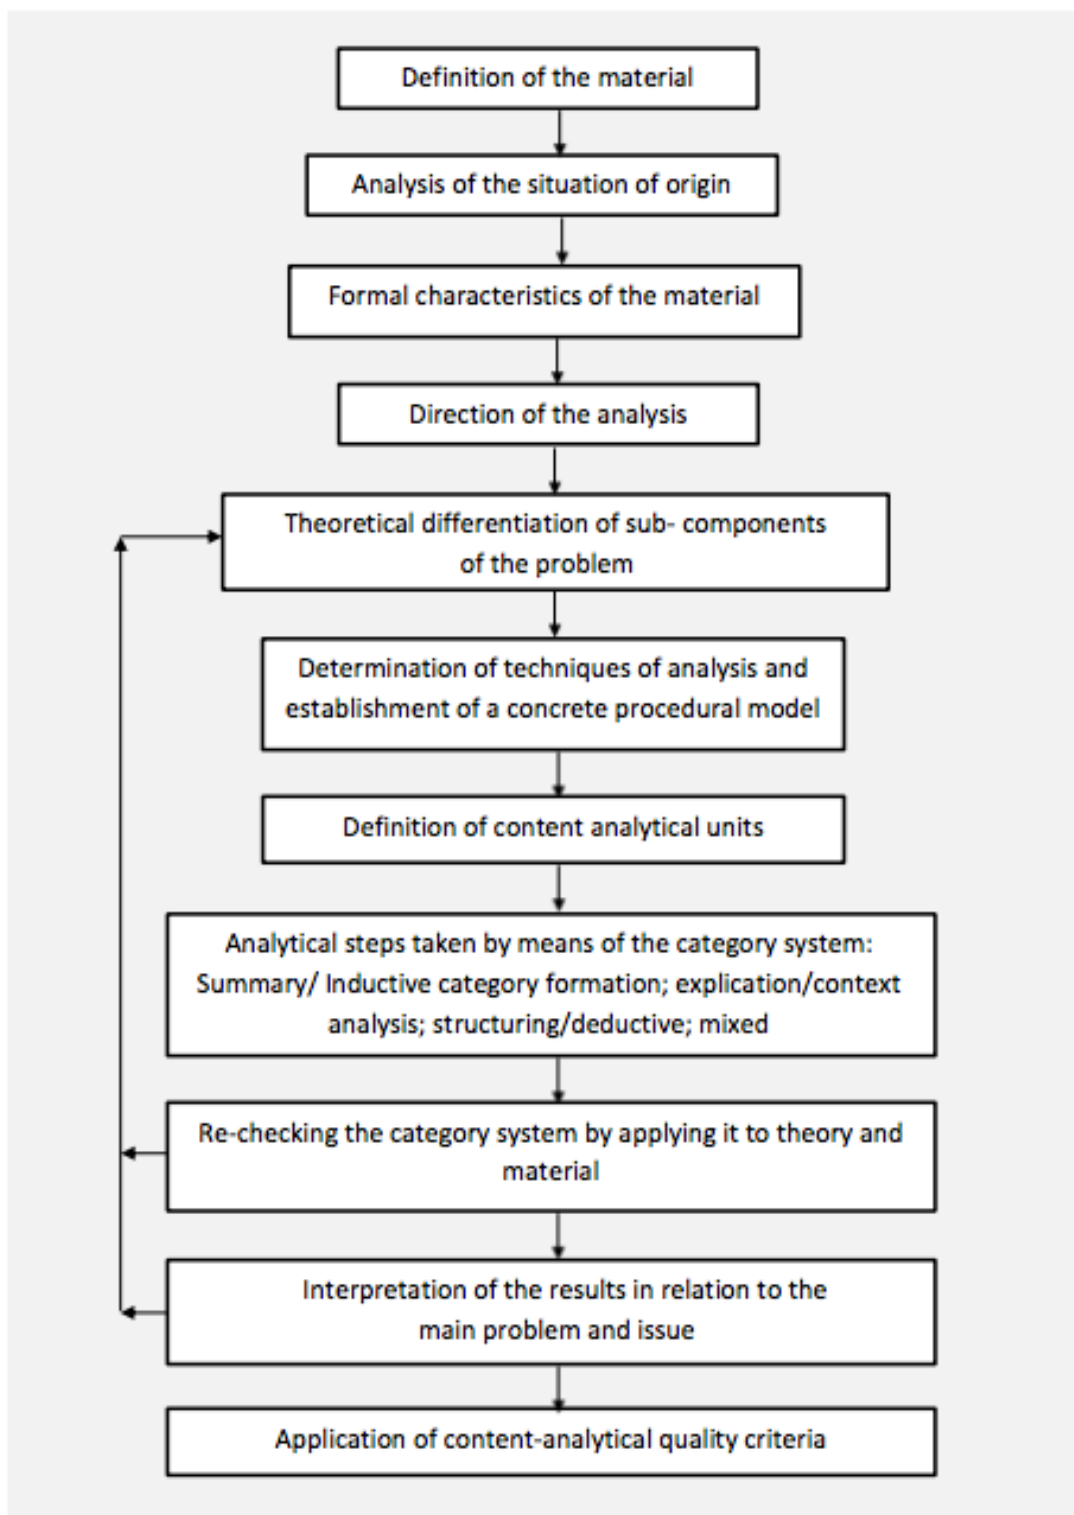 Definition of the material
Analysis of the situation of origin
Formal characteristics of the material
Direction of the analysis
Theoretical differentiation of sub- components
of the problem
Determination of techniques of analysis and
establishment of a concrete procedural model
Definition of content analytical units
Analytical steps taken by means of the category system:
Summary/ Inductive category formation; explication/context
analysis; structuring/deductive; mixed
Re-checking the category system by applying it to theory and
material
Interpretation of the results in relation to the
main problem and issue
Application of content-analytical quality criteria